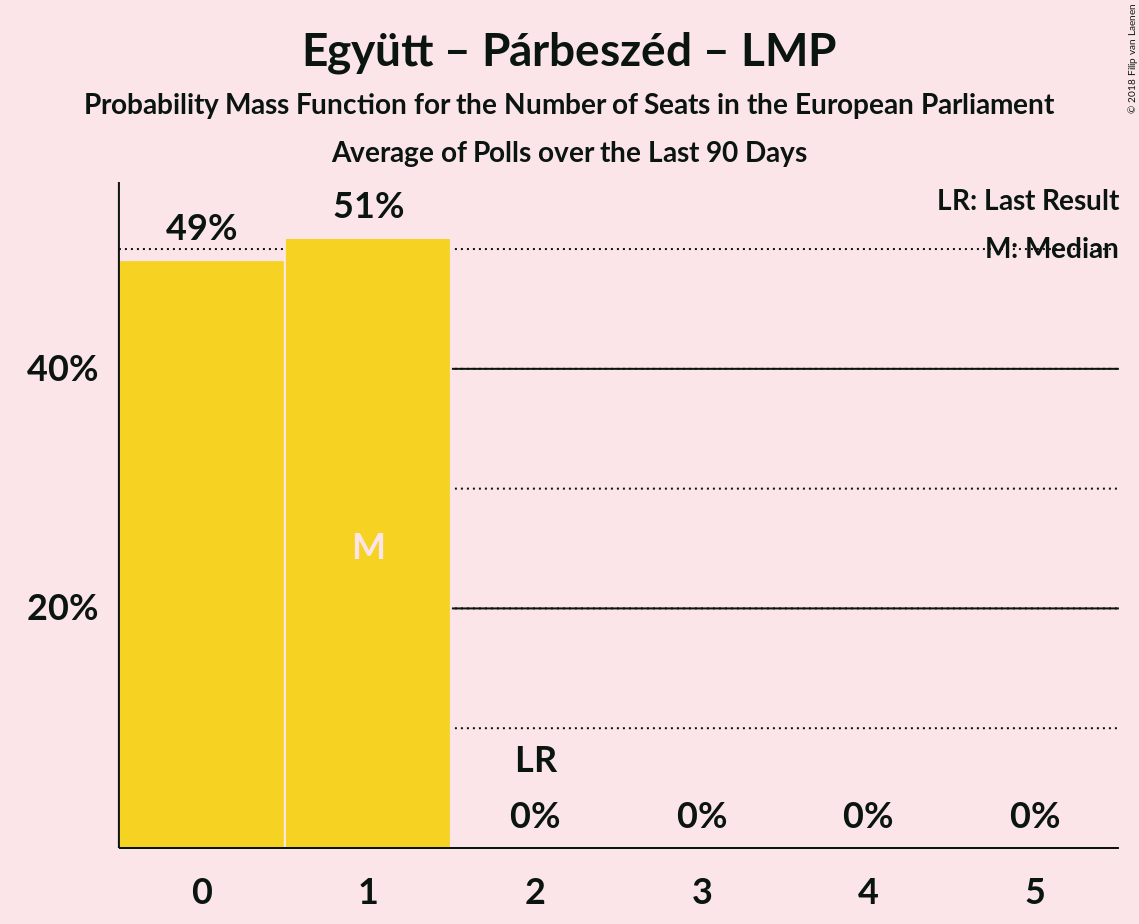 Együtt – Párbeszéd – LMP
Probability Mass Function for the Number of Seats in the European Parliament
Average of Polls over the Last 90 Days
© 2018 Filip van Laenen
LR: Last Result
M: Median
49%
51%
40%
20%
M
LR
0%
0%
0%
0%
0
1
2
3
4
5